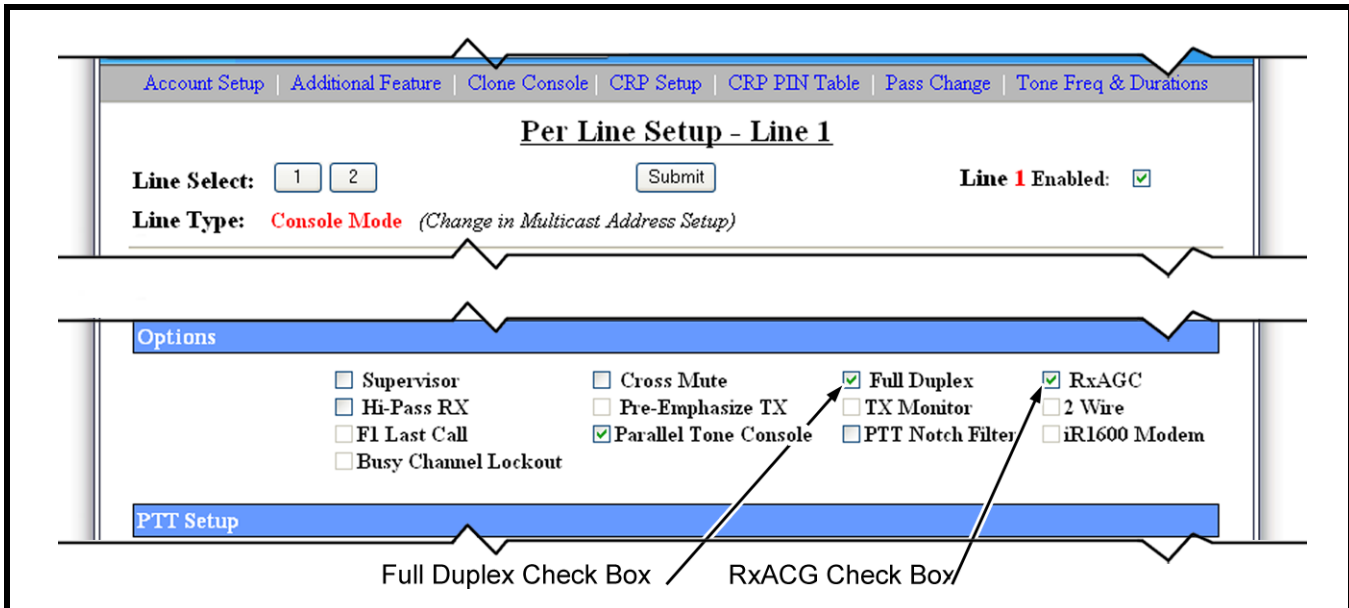 Account Setup | Additional Feature | Clone Console | CRP Setup | CRP PIN Table | Pass Change | Tone Freq & Durations
Per Line Setup - Line 1
Line Select: 1 2 Submit Line 1 Enabled:
Line Type: Console Mode (Change in Multicast Address Setup)
Options
Supervisor Cross Mute Full Duplex RxAGC
Hi-Pass RX Pre-Emphasize TX TX Monitor 2 Wire
F1 Last Call Parallel Tone Console PTT Notch Filter iR1600 Modem
Busy Channel Lockout
PTT Setup
Full Duplex Check Box RxACG Check Box